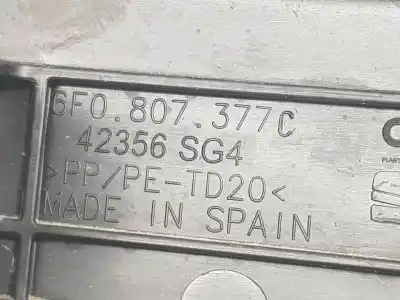 6F0.807.377C
42356 SG4
>PP/PE-TD20<
MADE IN SPAIN